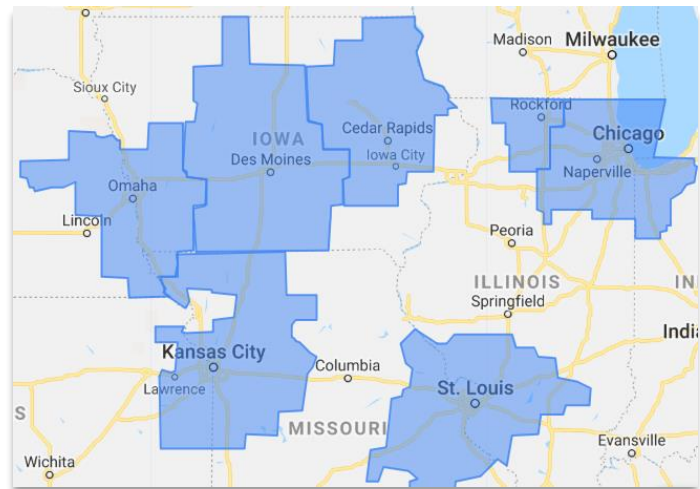 Madison
Milwaukee
Sioux City
Rockford
IOWA
Cedar Rapids
Chicago
Des Moines
Iowa City
Naperville
Omaha
Lincoln
Peoria
ILLINOIS
IN
Springfield
India
Kansas City
Columbia
Lawrence
St. Louis
S
MISSOURI
Evansville
Wichita